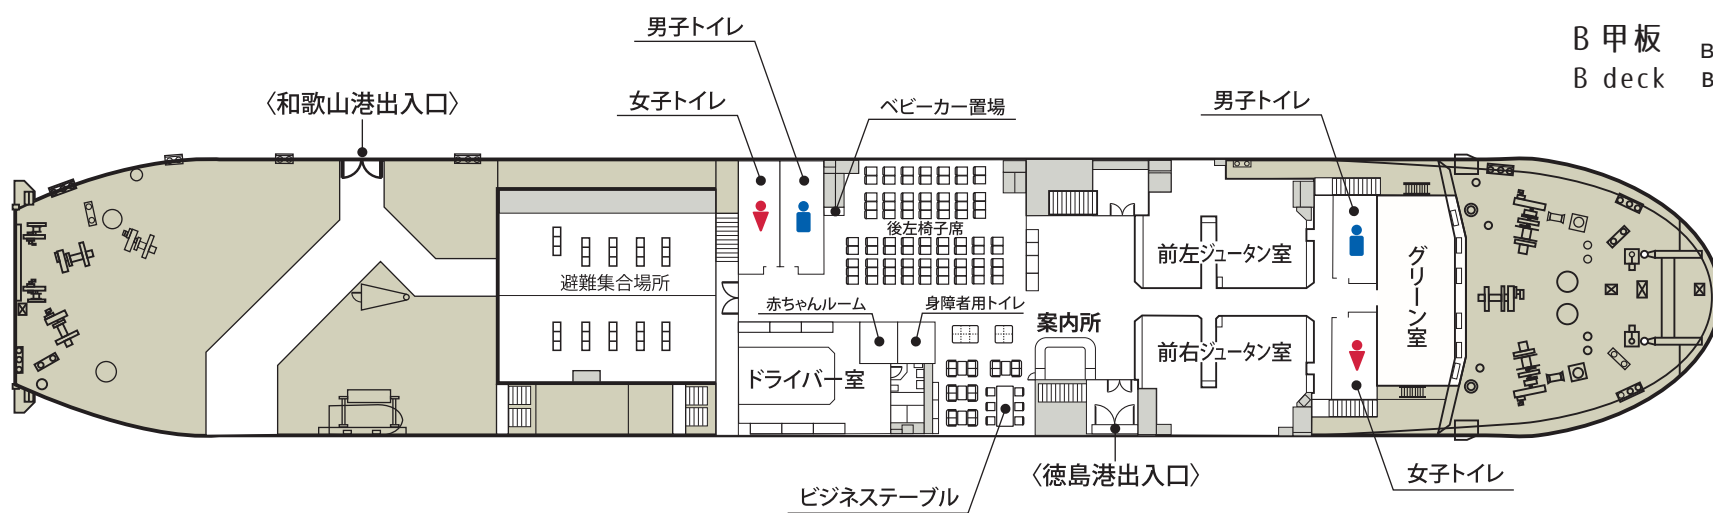 男子トイレ
B 甲板
B
B deck
B
〈和歌山港出入口〉
女子トイレ
ベビーカー置場
男子トイレ
後左椅子席
前左ジュータン室
グリーン室
避難集合場所
赤ちゃんルーム
身障者用トイレ
案内所
前右ジュータン室
ドライバー室
〈徳島港出入口〉
女子トイレ
ビジネステーブル